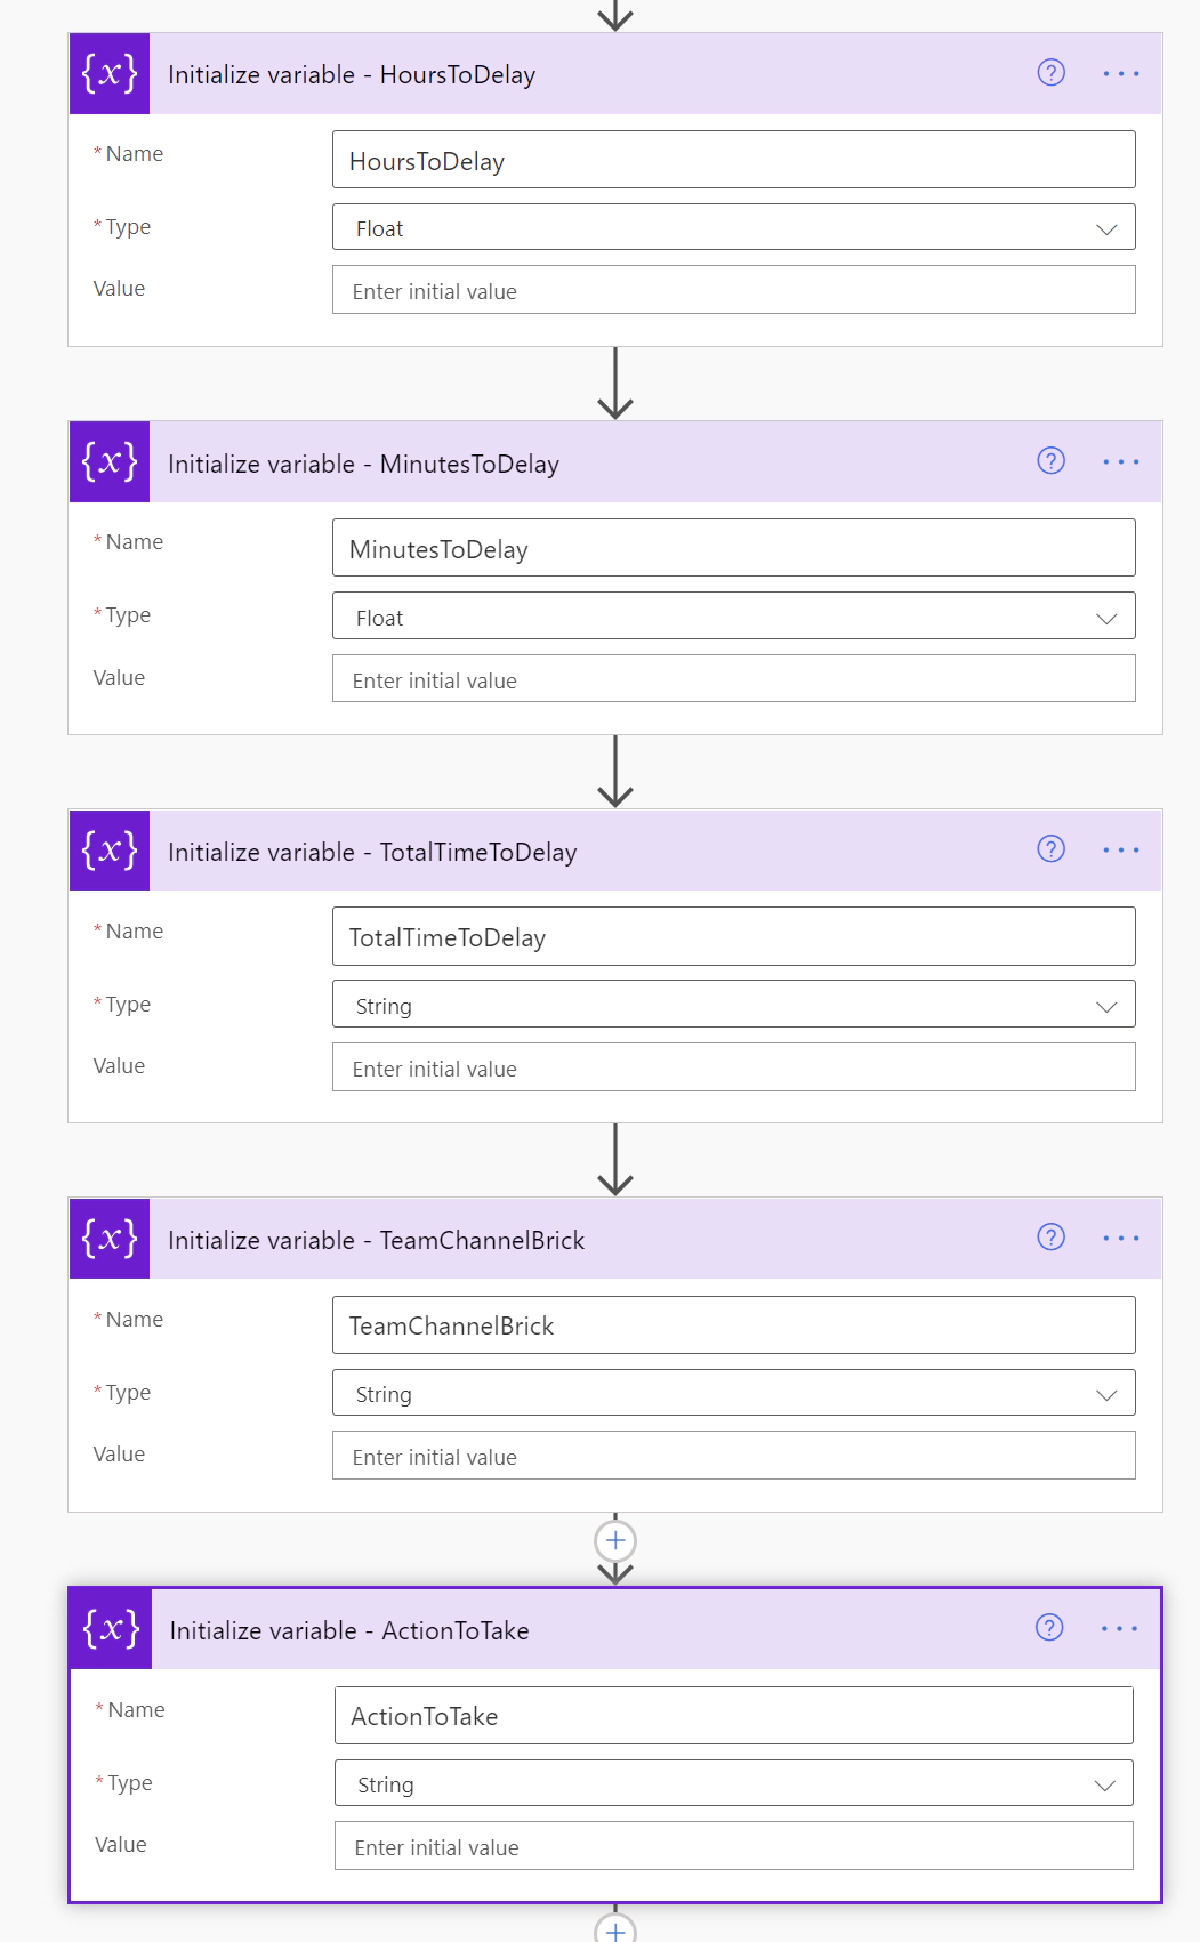 {x} Initialize variable - HoursToDelay ? ...
* Name HoursToDelay
* Type Float
Value Enter initial value
{x} Initialize variable - MinutesToDelay ? ...
* Name MinutesToDelay
* Type Float
Value Enter initial value
{x} Initialize variable - TotalTimeToDelay ? ...
* Name TotalTimeToDelay
* Type String
Value Enter initial value
{x} Initialize variable - TeamChannelBrick ? ...
* Name TeamChannelBrick
* Type String
Value Enter initial value
{x} Initialize variable - ActionToTake ? ...
* Name ActionToTake
* Type String
Value Enter initial value